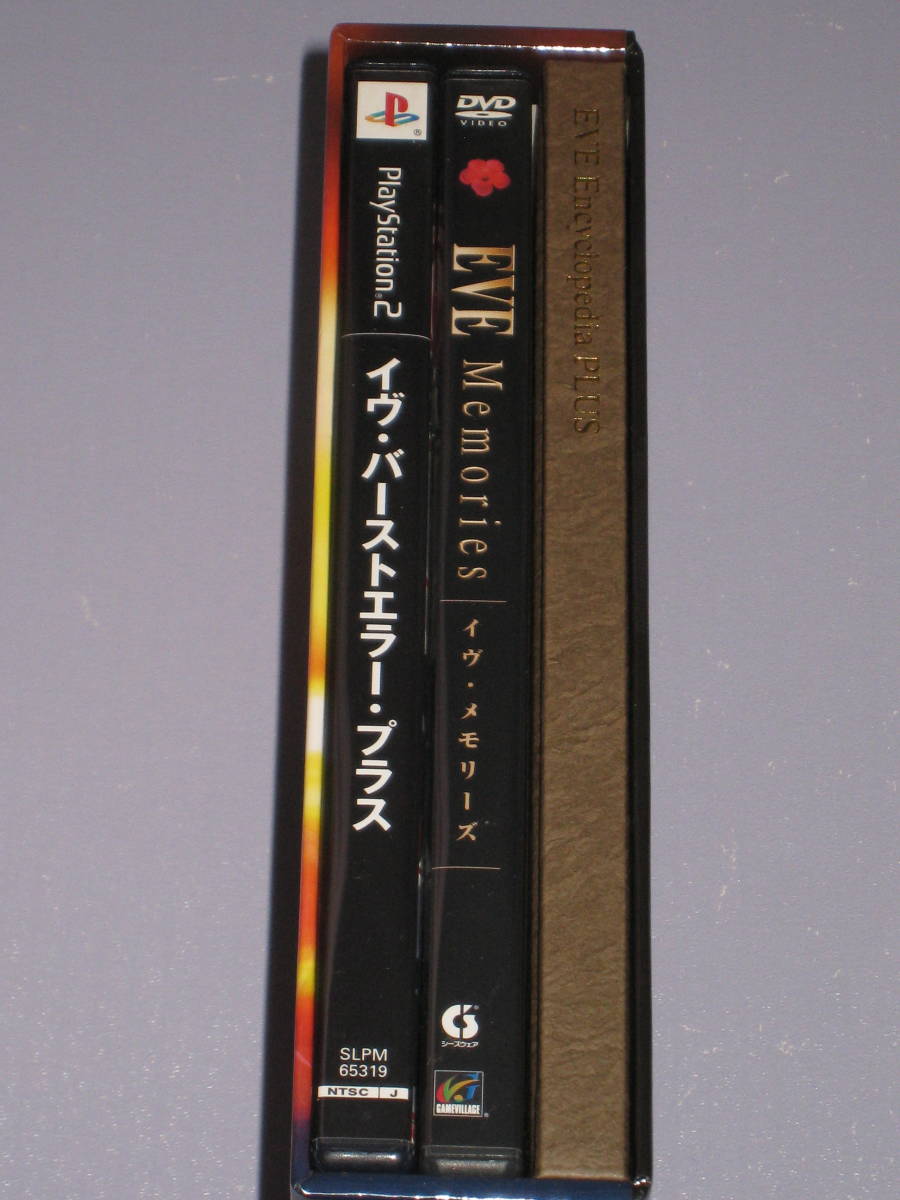 PlayStation®2
イヴ・バーストエラー・プラス
SLPM
65319
NTSC J
DVD
VIDEO
EVE Memories
イヴ・メモリーズ
シーズウェア
GAMEVILLAGE
EVE Encyclopedia PLUS